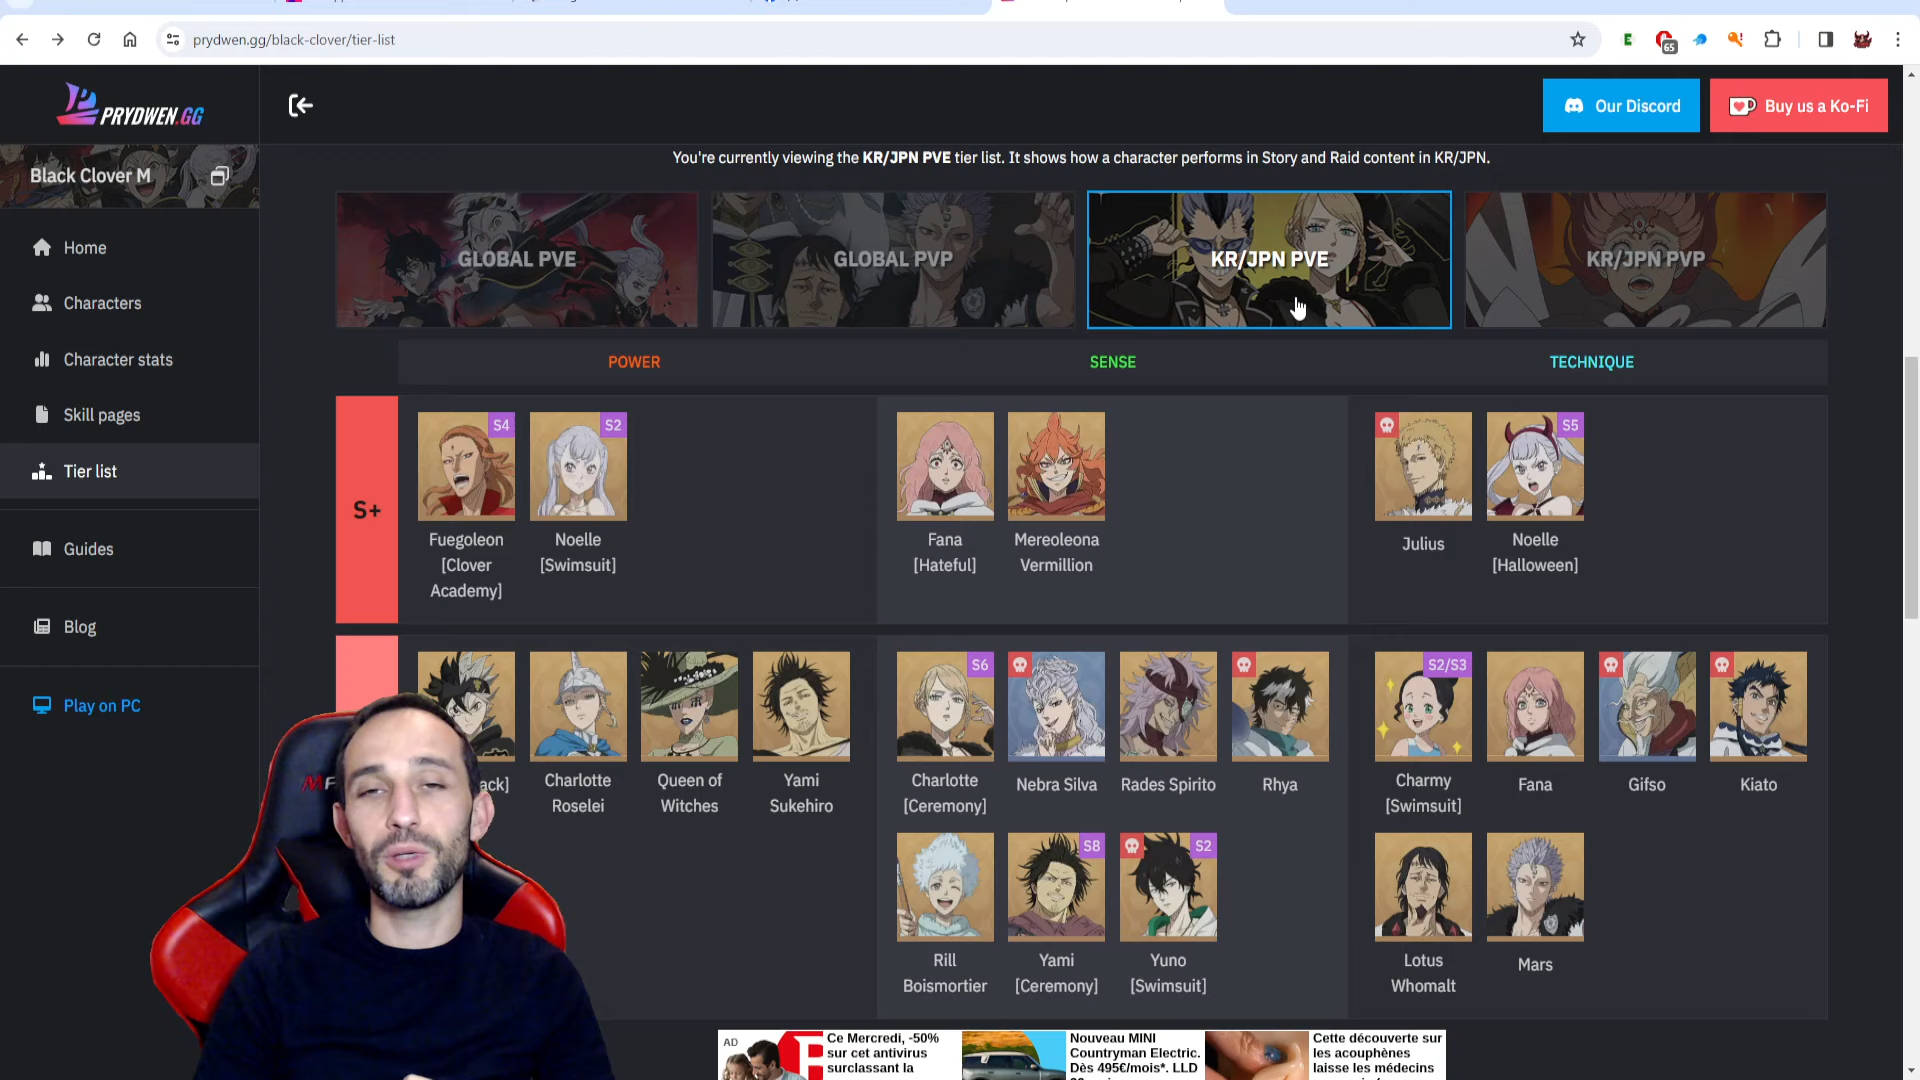 prydwen.gg/black-clover/tier-list
65
PRYDWEN.GG
Our Discord
Buy us a Ko-Fi
Black Clover M
Home
Characters
Character stats
Skill pages
Tier list
Guides
Blog
Play on PC
You're currently viewing the KR/JPN PVE tier list. It shows how a character performs in Story and Raid content in KR/JPN.
GLOBAL PVE
GLOBAL PVP
KR/JPN PVE
KR/JPN PVP
POWER
SENSE
TECHNIQUE
S+
S4
S2
S5
Fuegoleon
[Clover
Academy]
Noelle
[Swimsuit]
Fana
[Hateful]
Mereoleona
Vermillion
Julius
Noelle
[Halloween]
S6
S2/S3
ack]
Charlotte
Roselei
Queen of
Witches
Yami
Sukehiro
Charlotte
[Ceremony]
Nebra Silva
Rades Spirito
Rhya
Charmy
[Swimsuit]
Fana
Gifso
Kiato
S8
S2
Rill
Boismortier
Yami
[Ceremony]
Yuno
[Swimsuit]
Lotus
Whomalt
Mars
AD
Ce Mercredi, -50%
sur cet antivirus
surclassant la
Nouveau MINI
Countryman Electric.
Dès 495€/mois*. LLD
Cette découverte sur
les acouphènes
laisse les médecins